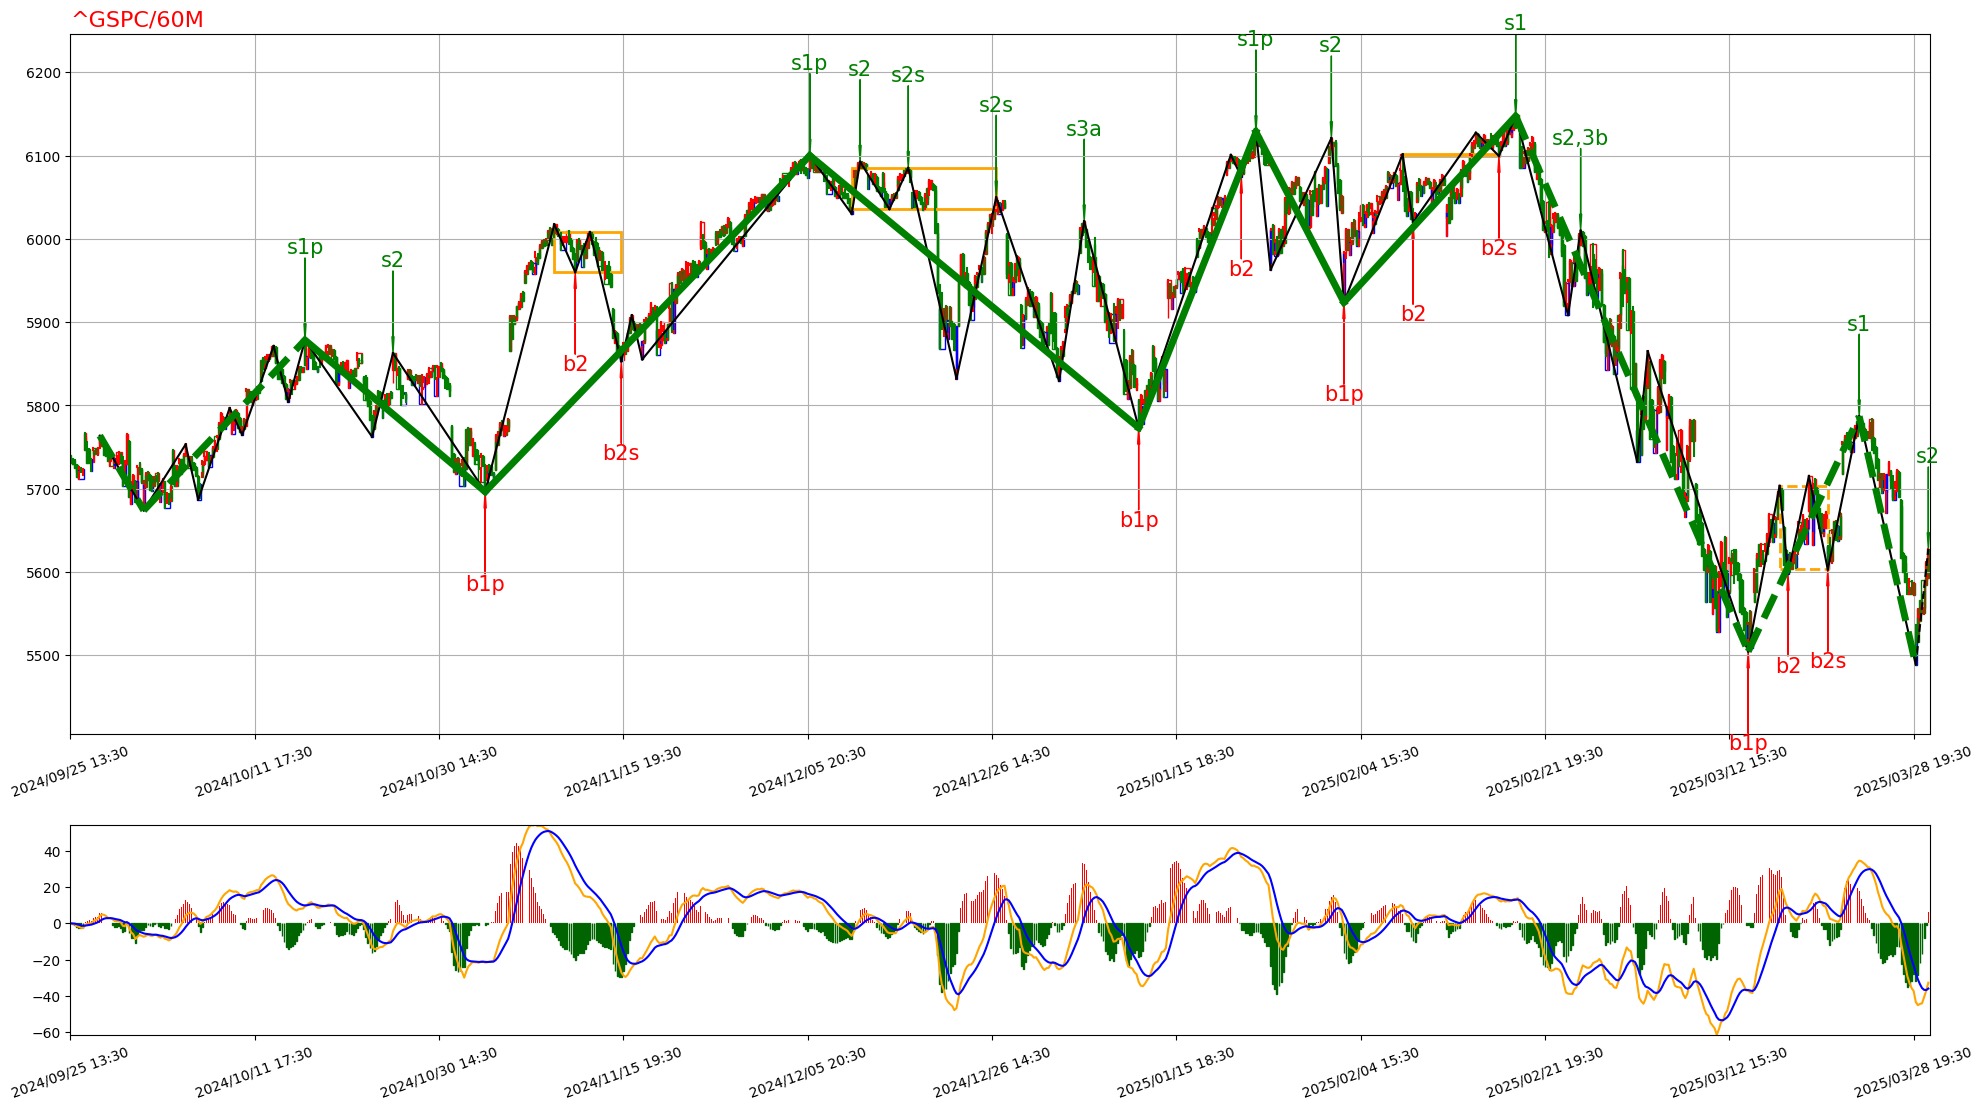 ^GSPC/60M
s1
s1p
s2
s1p
s2
s2s
s2s
s3a
s2,3b
s1p
s2
b2
b2s
b2
b2
b1p
s1
b2s
b1p
s2
b1p
b1p
b2
b2s
b1p
6200
6100
6000
5900
5800
5700
5600
5500
2024/09/25 13:30
2024/10/11 17:30
2024/10/30 14:30
2024/11/15 19:30
2024/12/05 20:30
2024/12/26 14:30
2025/01/15 18:30
2025/02/04 15:30
2025/02/21 19:30
2025/03/12 15:30
2025/03/28 19:30
40
20
0
−20
−40
−60
2024/09/25 13:30
2024/10/11 17:30
2024/10/30 14:30
2024/11/15 19:30
2024/12/05 20:30
2024/12/26 14:30
2025/01/15 18:30
2025/02/04 15:30
2025/02/21 19:30
2025/03/12 15:30
2025/03/28 19:30